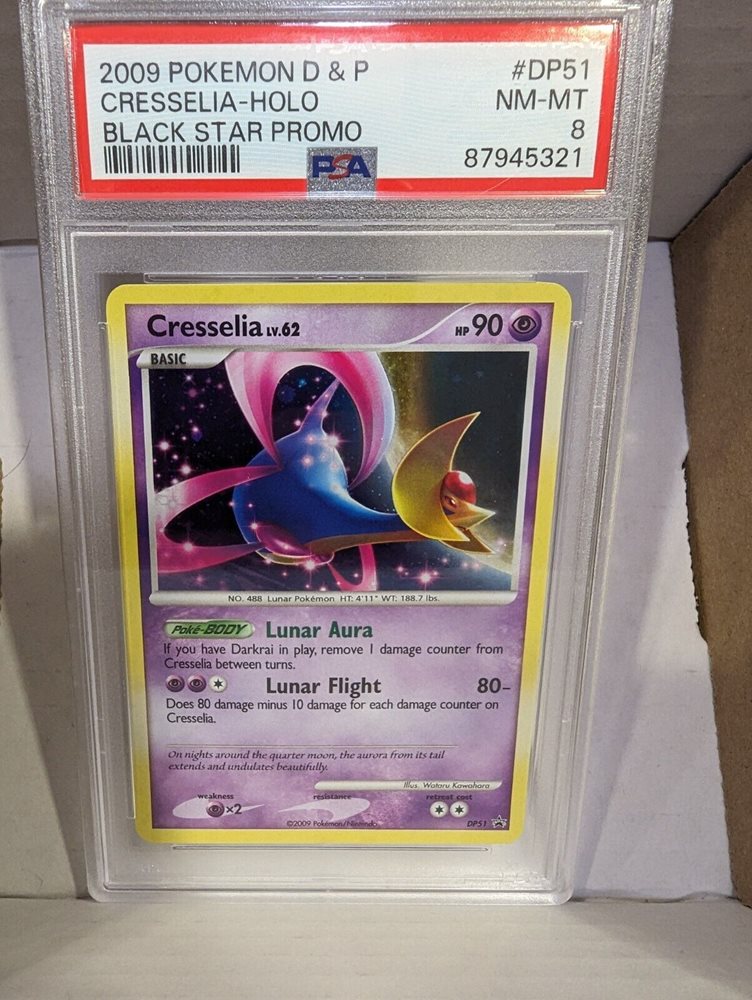 2009 POKEMON D & P #DP51
CRESSELIA-HOLO NM-MT
BLACK STAR PROMO 8
PSA 87945321
Cresselia LV.62 HP 90
BASIC
NO. 488 Lunar Pokémon HT: 4'11" WT: 188.7 lbs.
Poké-BODY Lunar Aura
If you have Darkrai in play, remove 1 damage counter from
Cresselia between turns.
Lunar Flight 80-
Does 80 damage minus 10 damage for each damage counter on
Cresselia.
On nights around the quarter moon, the aurora from its tail
extends and undulates beautifully.
Illus. Wataru Kawahara
weakness resistance retreat cost
×2
©2009 Pokémon/Nintendo DP51